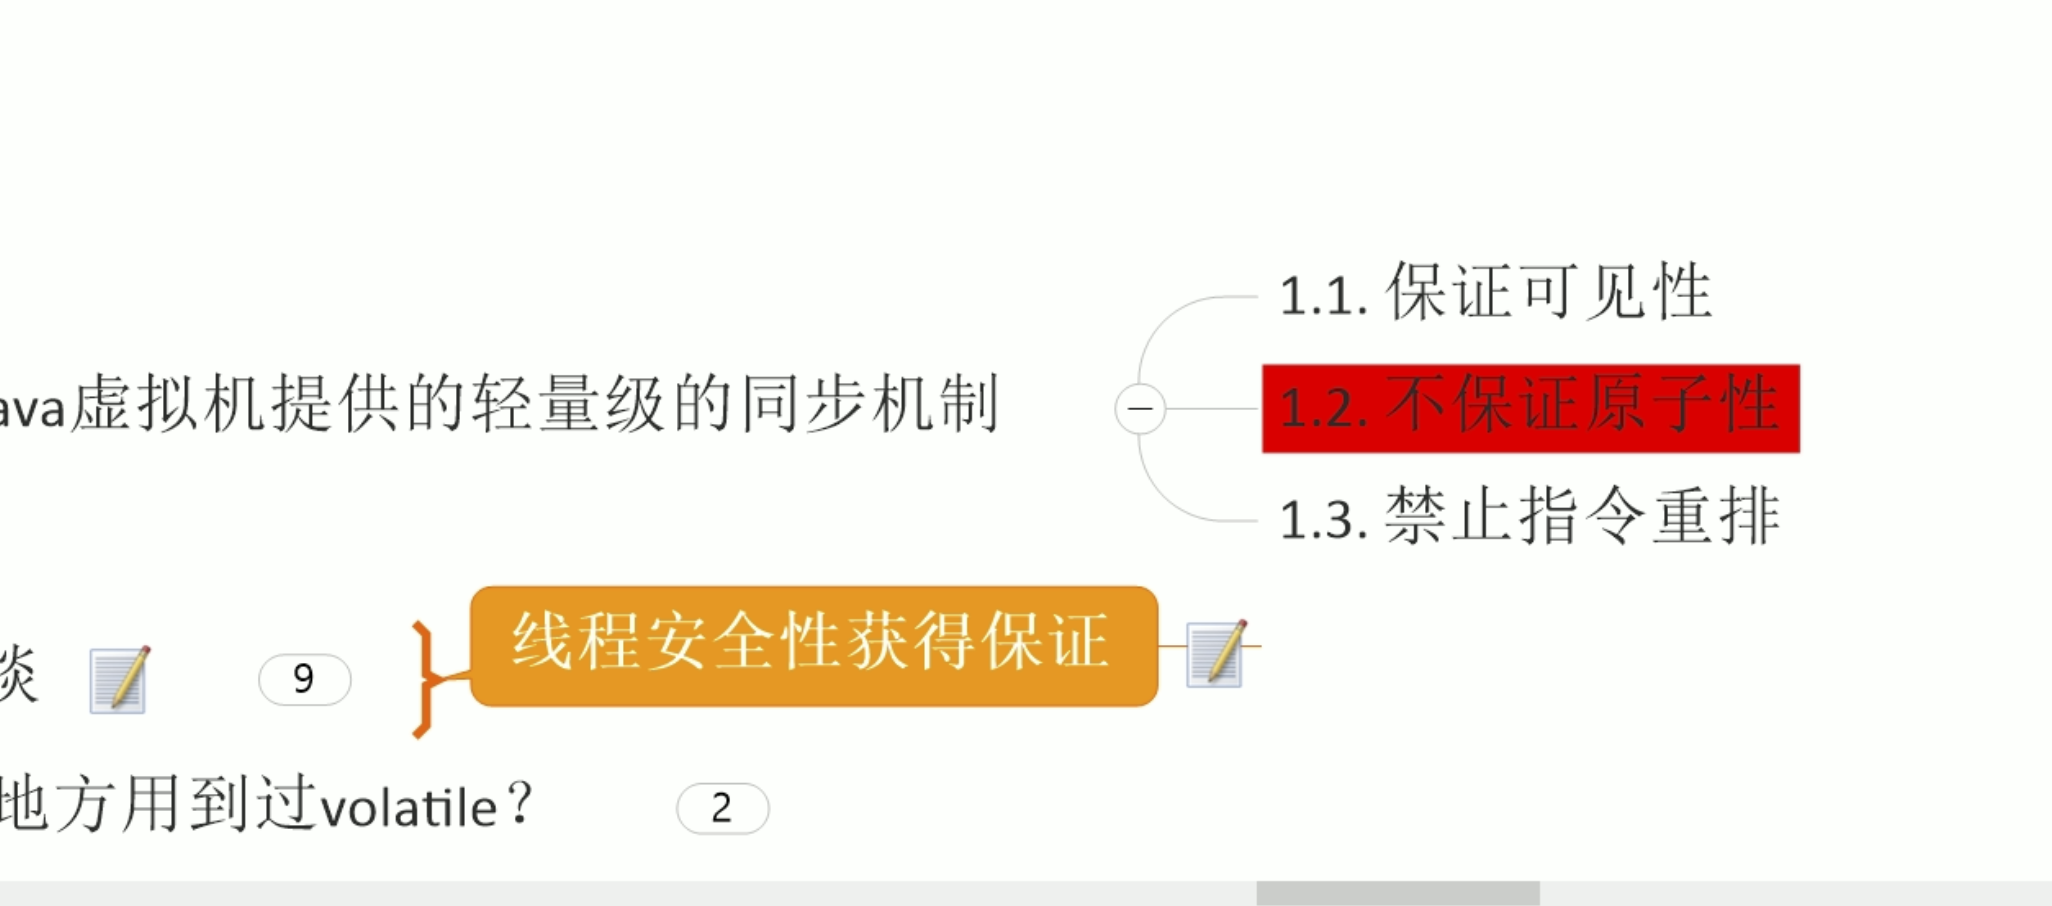 1.1. 保证可见性
ava虚拟机提供的轻量级的同步机制
1.2. 不保证原子性
1.3. 禁止指令重排
线程安全性获得保证
谈
9
地方用到过volatile？
2